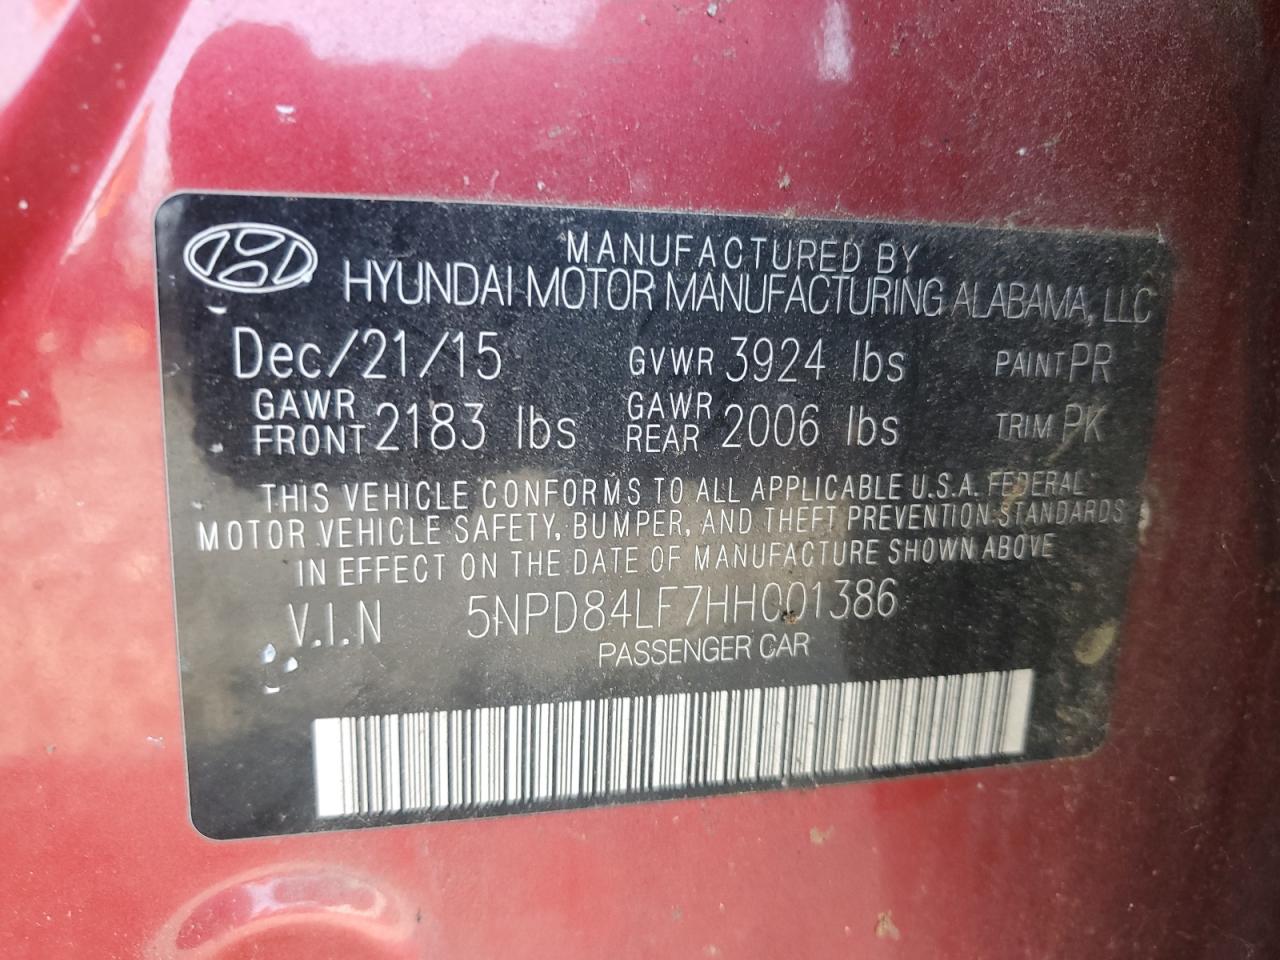 MANUFACTURED BY
HYUNDAI MOTOR MANUFACTURING ALABAMA, LLC
Dec/21/15 GVWR 3924 lbs PAINT PR
GAWR FRONT 2183 lbs GAWR REAR 2006 lbs TRIM PK
THIS VEHICLE CONFORMS TO ALL APPLICABLE U.S.A. FEDERAL
MOTOR VEHICLE SAFETY, BUMPER, AND THEFT PREVENTION STANDARDS
IN EFFECT ON THE DATE OF MANUFACTURE SHOWN ABOVE
V.I.N 5NPD84LF7HH001386
PASSENGER CAR